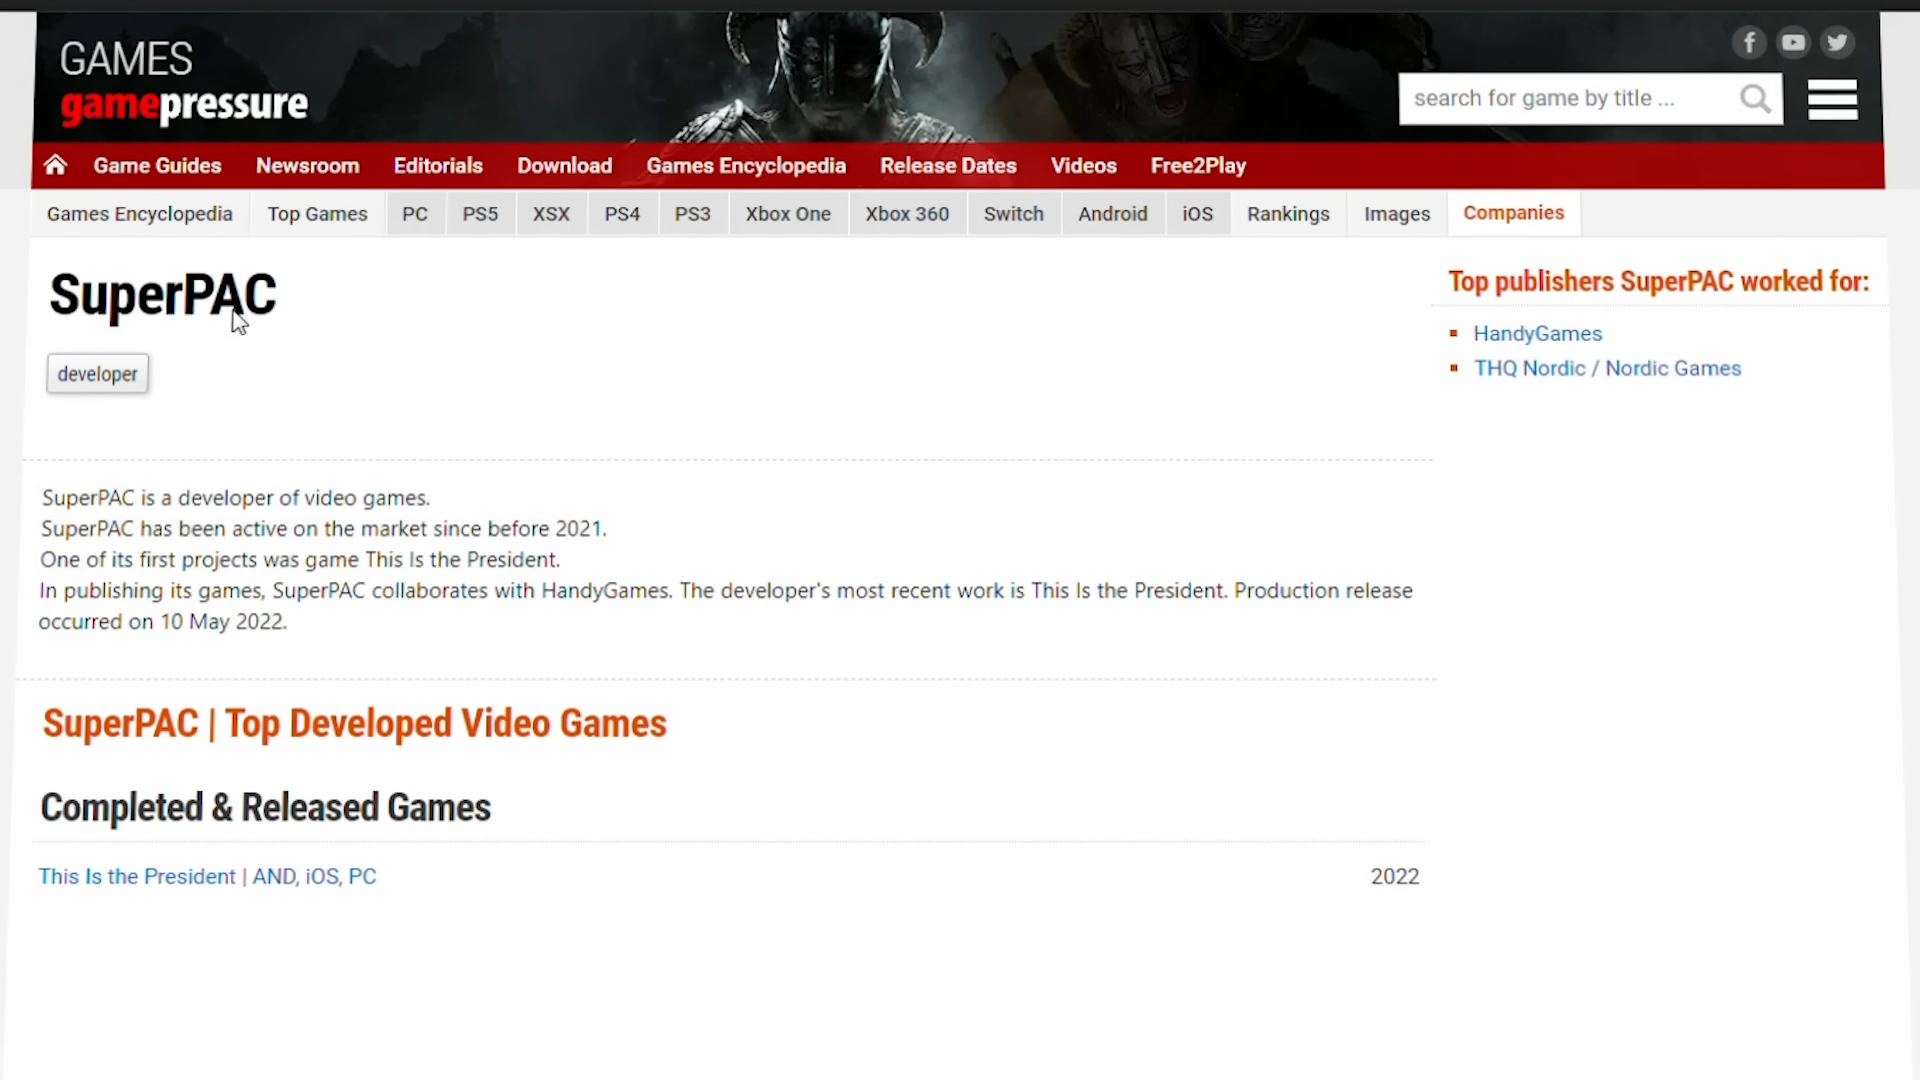 GAMES
gamepressure
search for game by title ...
Game Guides Newsroom Editorials Download Games Encyclopedia Release Dates Videos Free2Play
Games Encyclopedia Top Games PC PS5 XSX PS4 PS3 Xbox One Xbox 360 Switch Android iOS Rankings Images Companies
SuperPAC
developer
SuperPAC is a developer of video games.
SuperPAC has been active on the market since before 2021.
One of its first projects was game This Is the President.
In publishing its games, SuperPAC collaborates with HandyGames. The developer's most recent work is This Is the President. Production release
occurred on 10 May 2022.
SuperPAC | Top Developed Video Games
Completed & Released Games
This Is the President | AND, iOS, PC 2022
Top publishers SuperPAC worked for:
HandyGames
THQ Nordic / Nordic Games